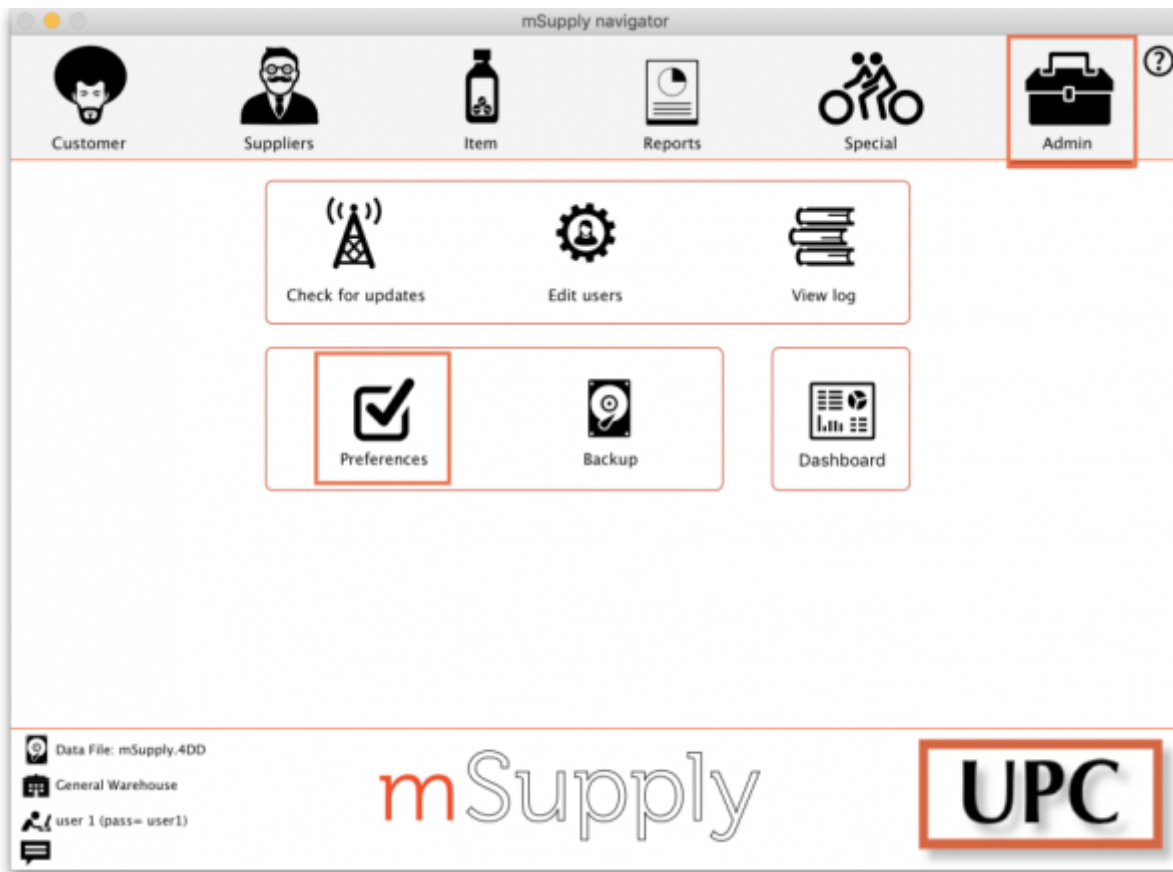 mSupply navigator
Customer
Suppliers
Item
Reports
Special
Admin
?
Check for updates
Edit users
View log
Preferences
Backup
Dashboard
Data File: mSupply.4DD
General Warehouse
user 1 (pass= user1)
mSupply
UPC